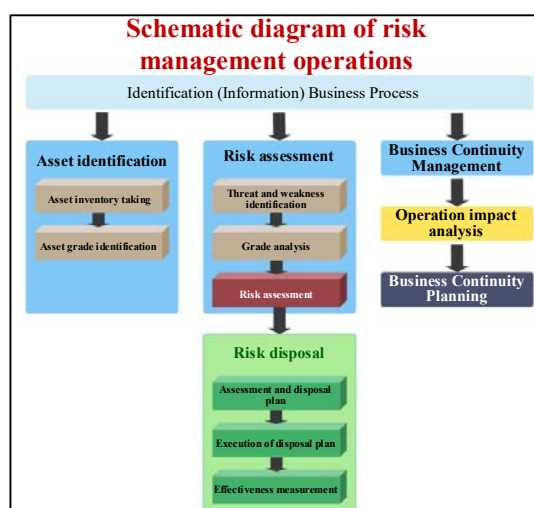 Schematic diagram of risk
management operations
Identification (Information) Business Process
Asset identification
Asset inventory taking
Asset grade identification
Risk assessment
Threat and weakness
identification
Grade analysis
Risk assessment
Risk disposal
Assessment and disposal
plan
Execution of disposal plan
Effectiveness measurement
Business Continuity
Management
Operation impact
analysis
Business Continuity
Planning